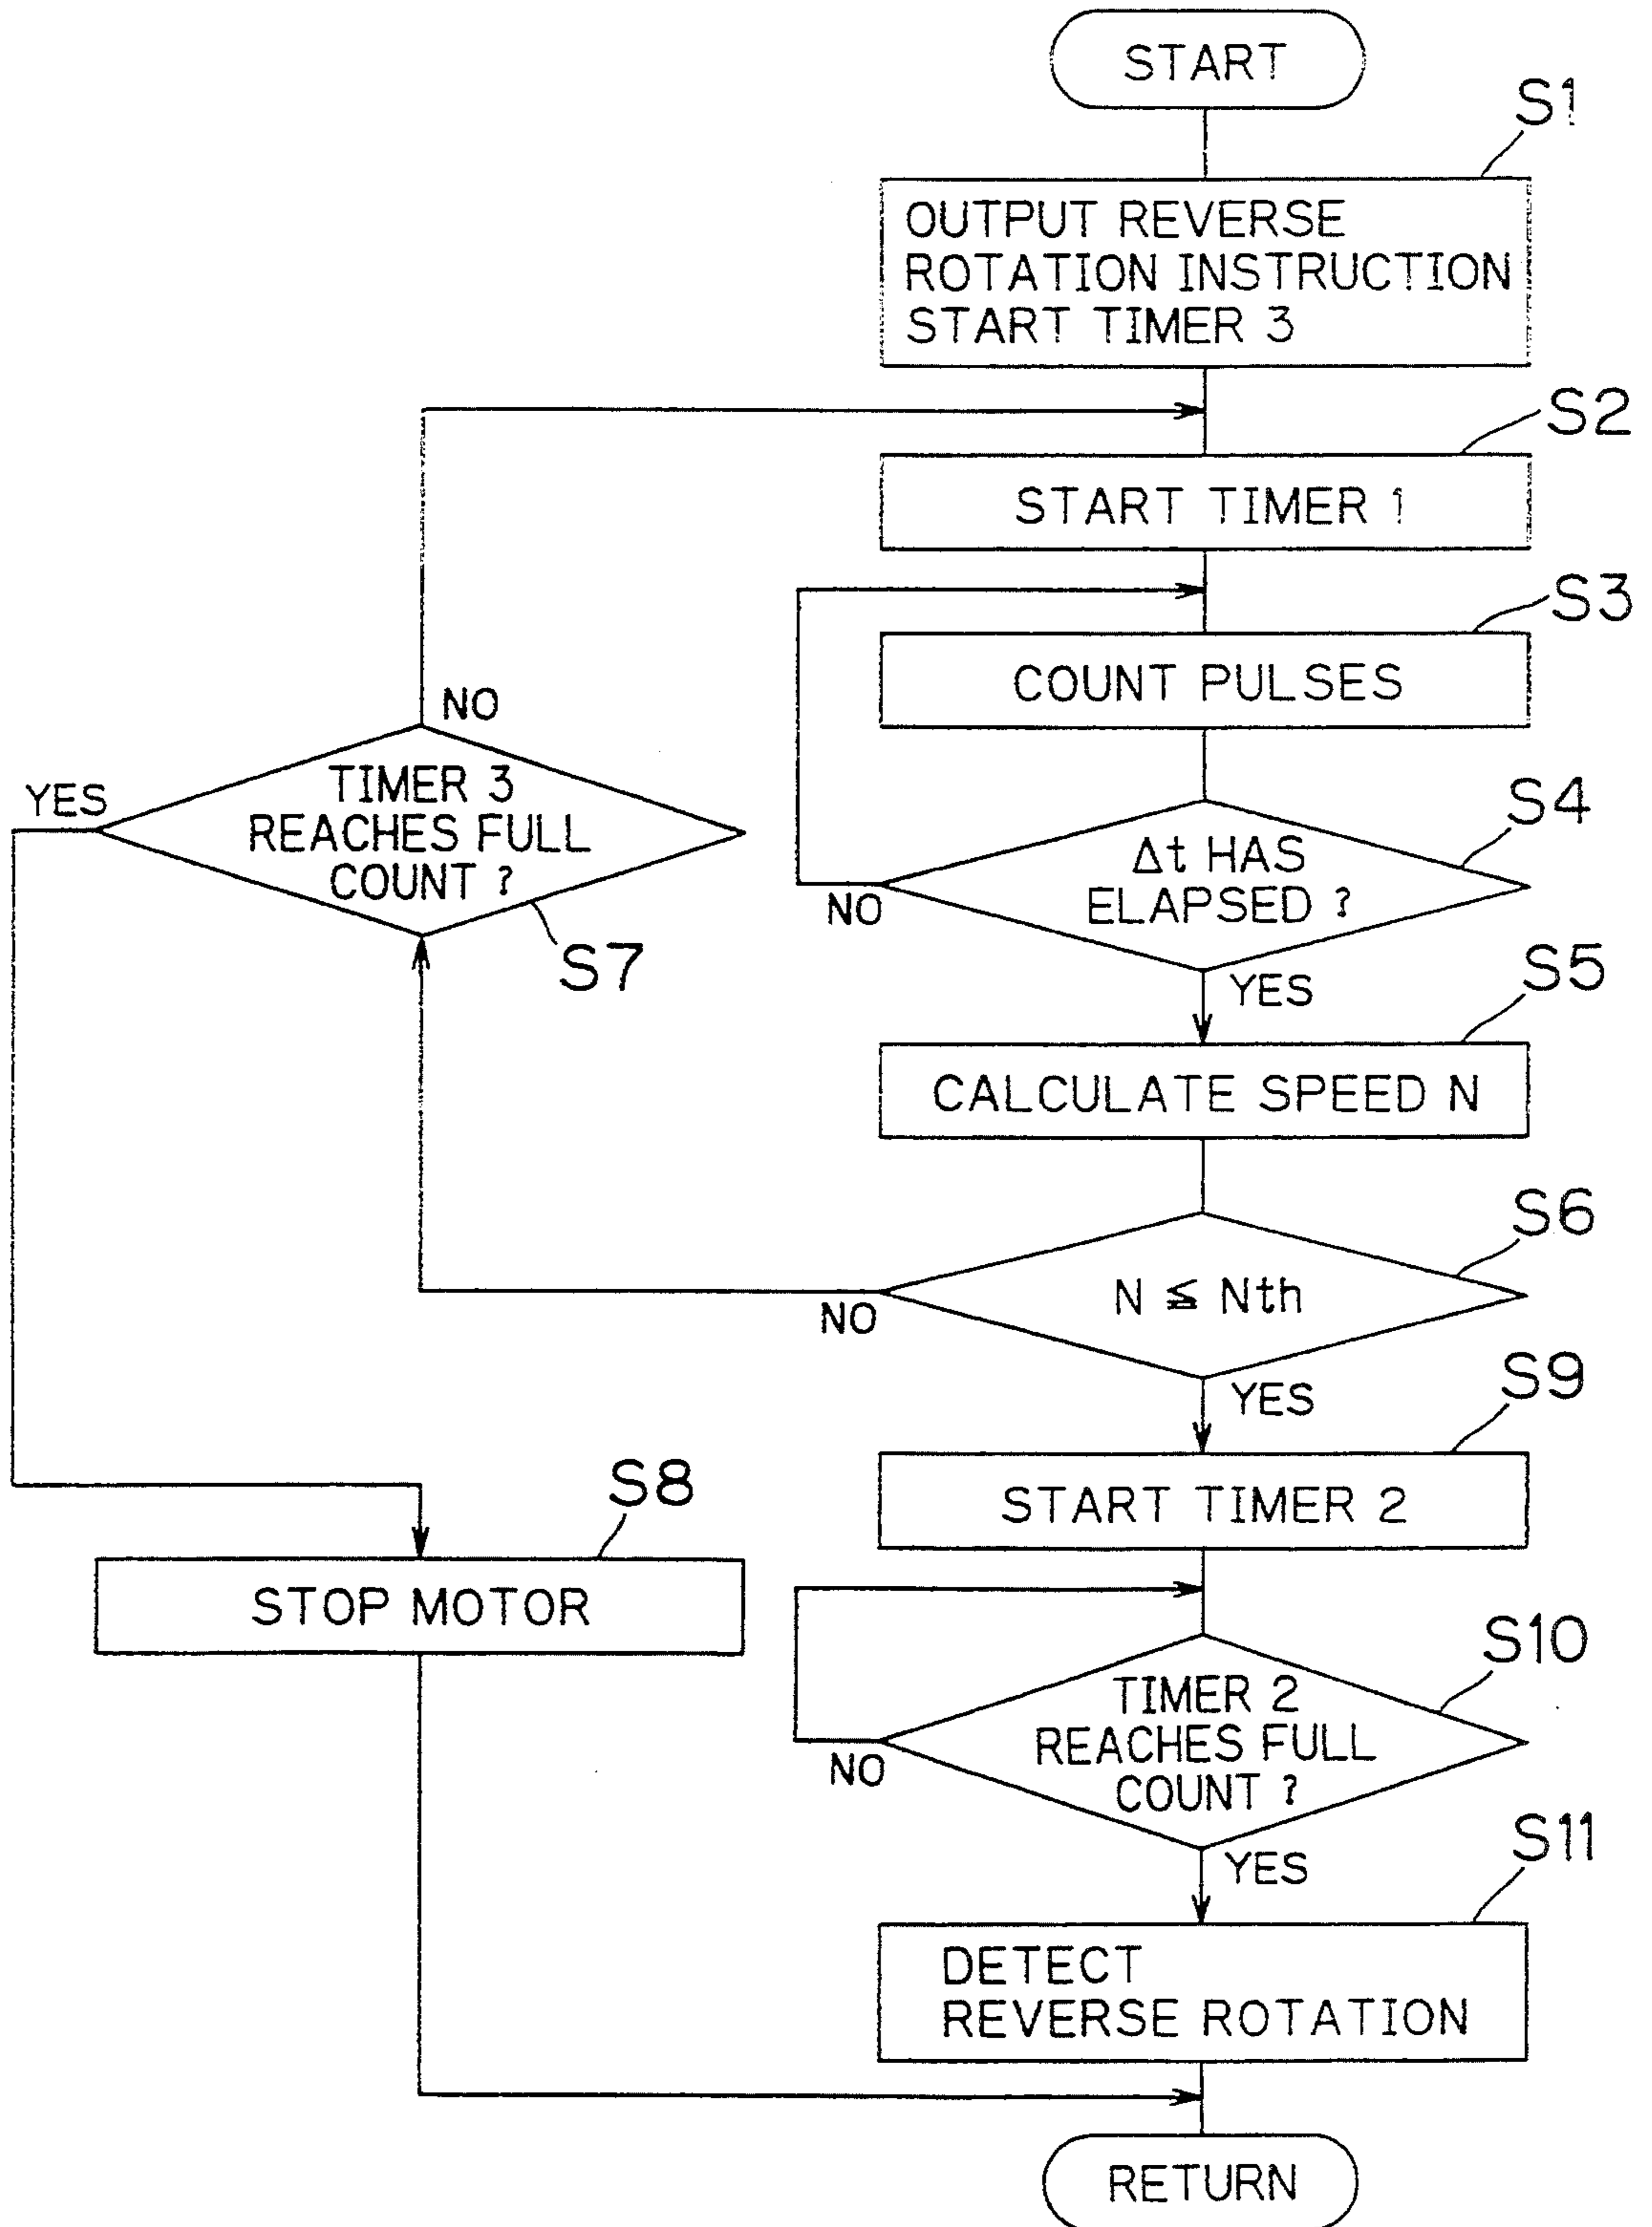 START
S1
OUTPUT REVERSE
ROTATION INSTRUCTION
START TIMER 3
S2
START TIMER 1
S3
COUNT PULSES
S4
Δt HAS
ELAPSED ?
NO
YES
S5
CALCULATE SPEED N
S6
N ≦ Nth
NO
YES
S7
TIMER 3
REACHES FULL
COUNT ?
NO
YES
S8
STOP MOTOR
S9
START TIMER 2
S10
TIMER 2
REACHES FULL
COUNT ?
NO
YES
S11
DETECT
REVERSE ROTATION
RETURN